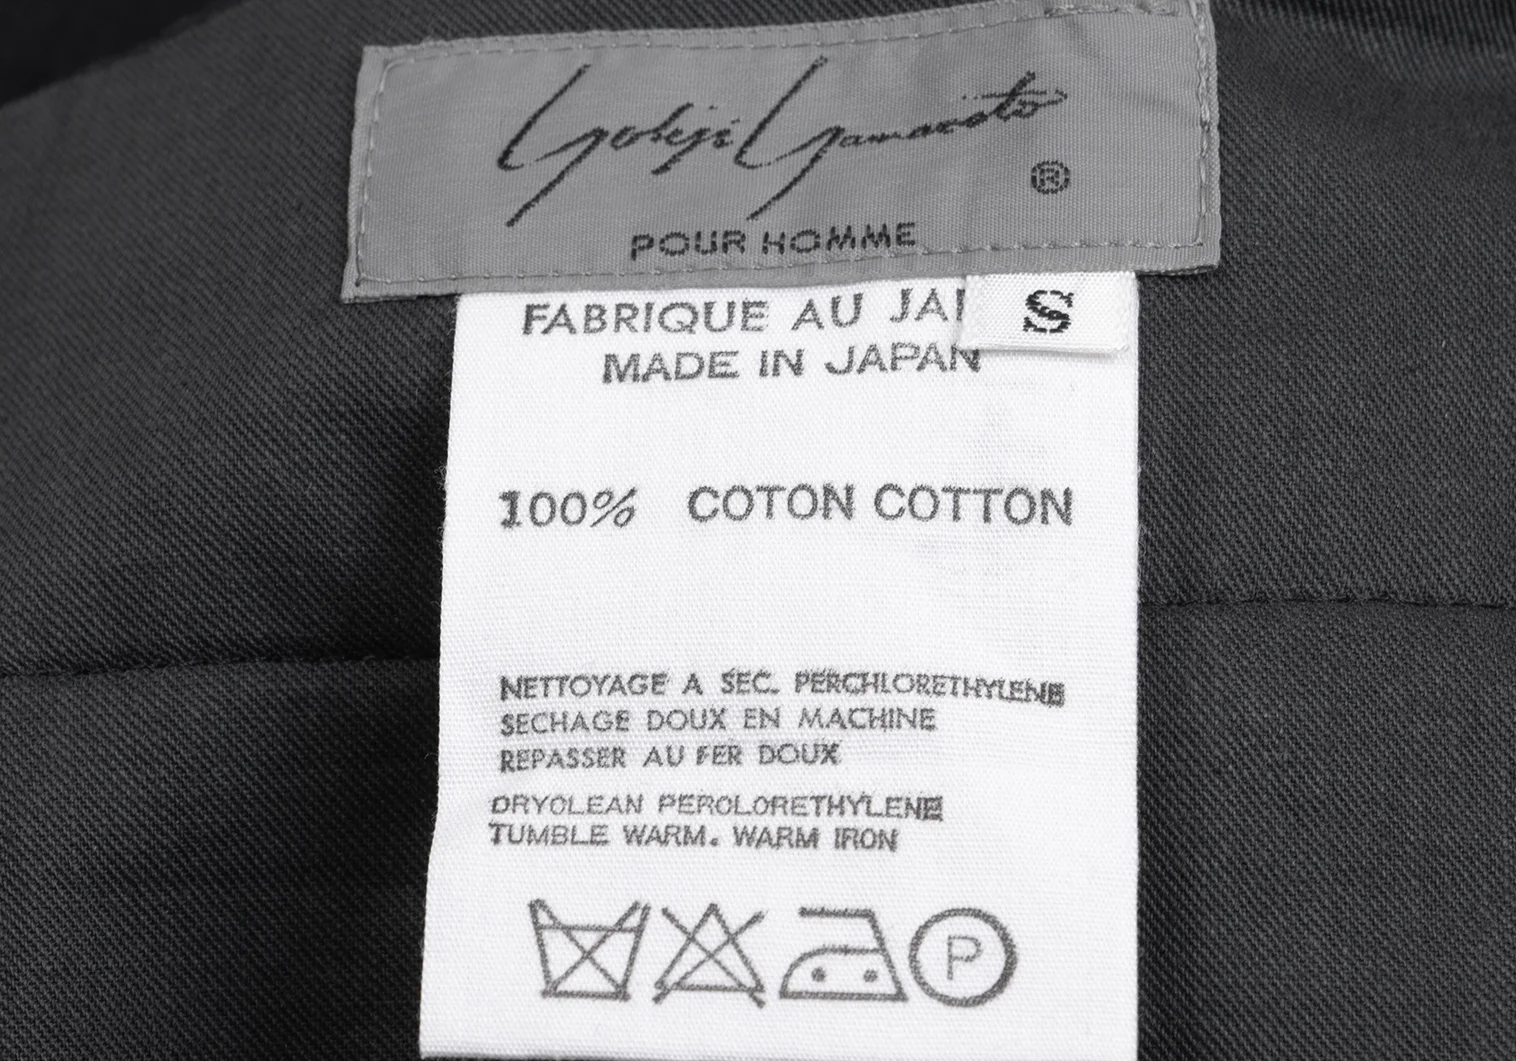 Yohji Yamamoto
®
POUR HOMME
FABRIQUE AU JAP
S
MADE IN JAPAN
100% COTON COTTON
NETTOYAGE A SEC. PERCHLORETHYLENE
SECHAGE DOUX EN MACHINE
REPASSER AU FER DOUX
DRYCLEAN PERCLORETHYLENE
TUMBLE WARM. WARM IRON
P